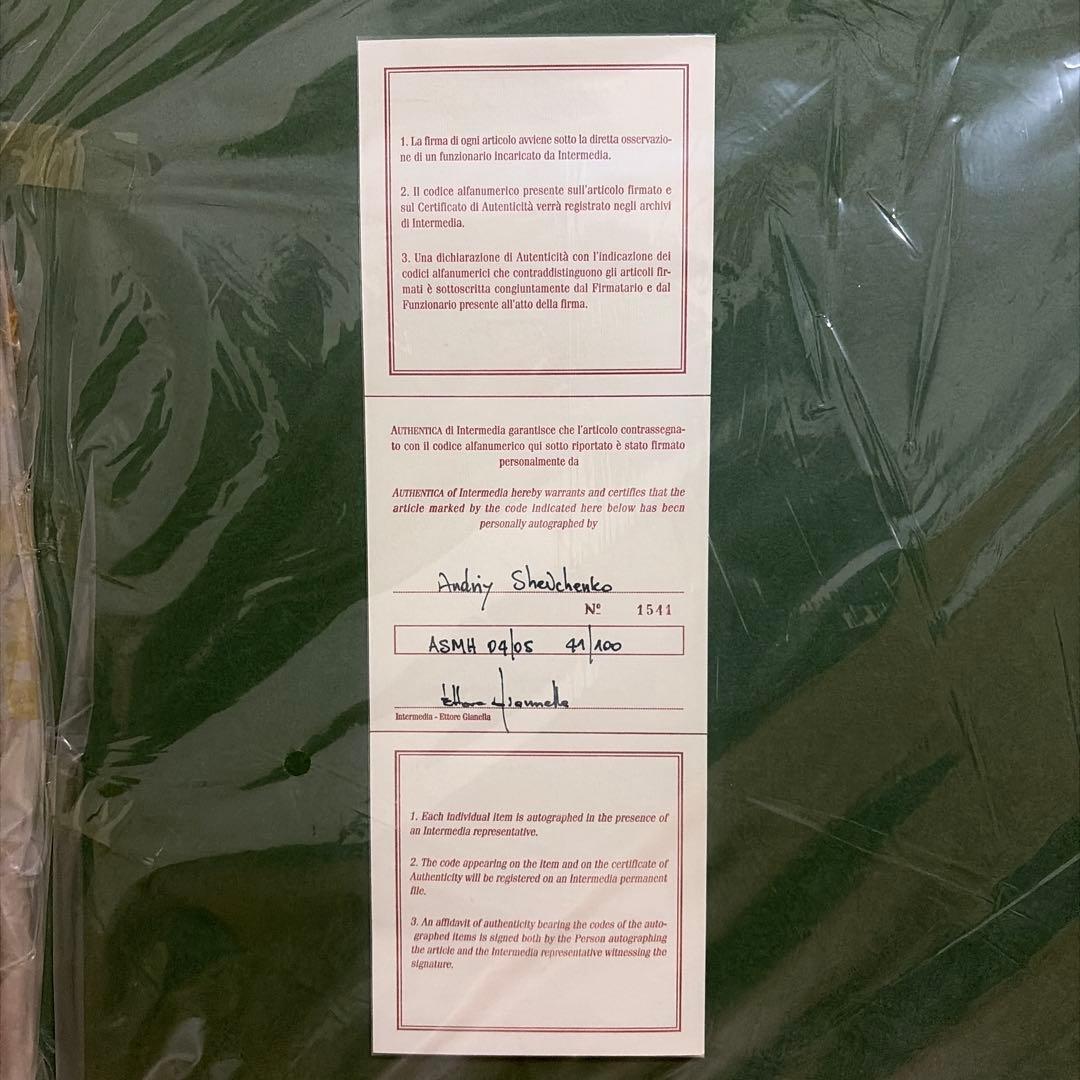 1. La firma di ogni articolo avviene sotto la diretta osservazio-
ne di un funzionario incaricato da Intermedia.
2. Il codice alfanumerico presente sull'articolo firmato e
sul Certificato di Autenticità verrà registrato negli archivi
di Intermedia.
3. Una dichiarazione di Autenticità con l'indicazione dei
codici alfanumerici che contraddistinguono gli articoli fir-
mati è sottoscritta congiuntamente dal Firmatario e dal
Funzionario presente all'atto della firma.
AUTHENTICA di Intermedia garantisce che l'articolo contrassegna-
to con il codice alfanumerico qui sotto riportato è stato firmato
personalmente da
AUTHENTICA of Intermedia hereby warrants and certifies that the
article marked by the code indicated here below has been
personally autographed by
Andriy Shevchenko
Nº 1541
ASMH 04/05 41/100
Ettore Giannella
Intermedia - Ettore Gianella
1. Each individual item is autographed in the presence of
an Intermedia representative.
2. The code appearing on the item and on the certificate of
Authenticity will be registered on an Intermedia permanent
file.
3. An affidavit of authenticity bearing the codes of the auto-
graphed items is signed both by the Person autographing
the article and the Intermedia representative witnessing the
signature.